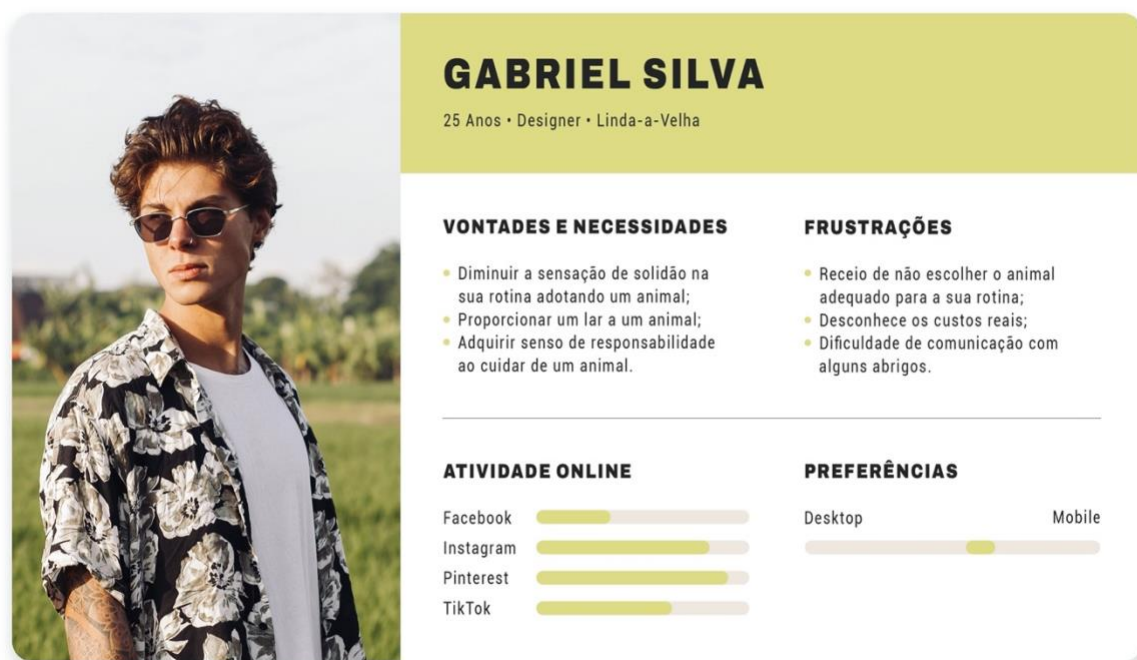 GABRIEL SILVA
25 Anos • Designer • Linda-a-Velha
VONTADES E NECESSIDADES
• Diminuir a sensação de solidão na
sua rotina adotando um animal;
• Proporcionar um lar a um animal;
• Adquirir senso de responsabilidade
ao cuidar de um animal.
FRUSTRAÇÕES
• Receio de não escolher o animal
adequado para a sua rotina;
• Desconhece os custos reais;
• Dificuldade de comunicação com
alguns abrigos.
ATIVIDADE ONLINE
Facebook
Instagram
Pinterest
TikTok
PREFERÊNCIAS
Desktop Mobile